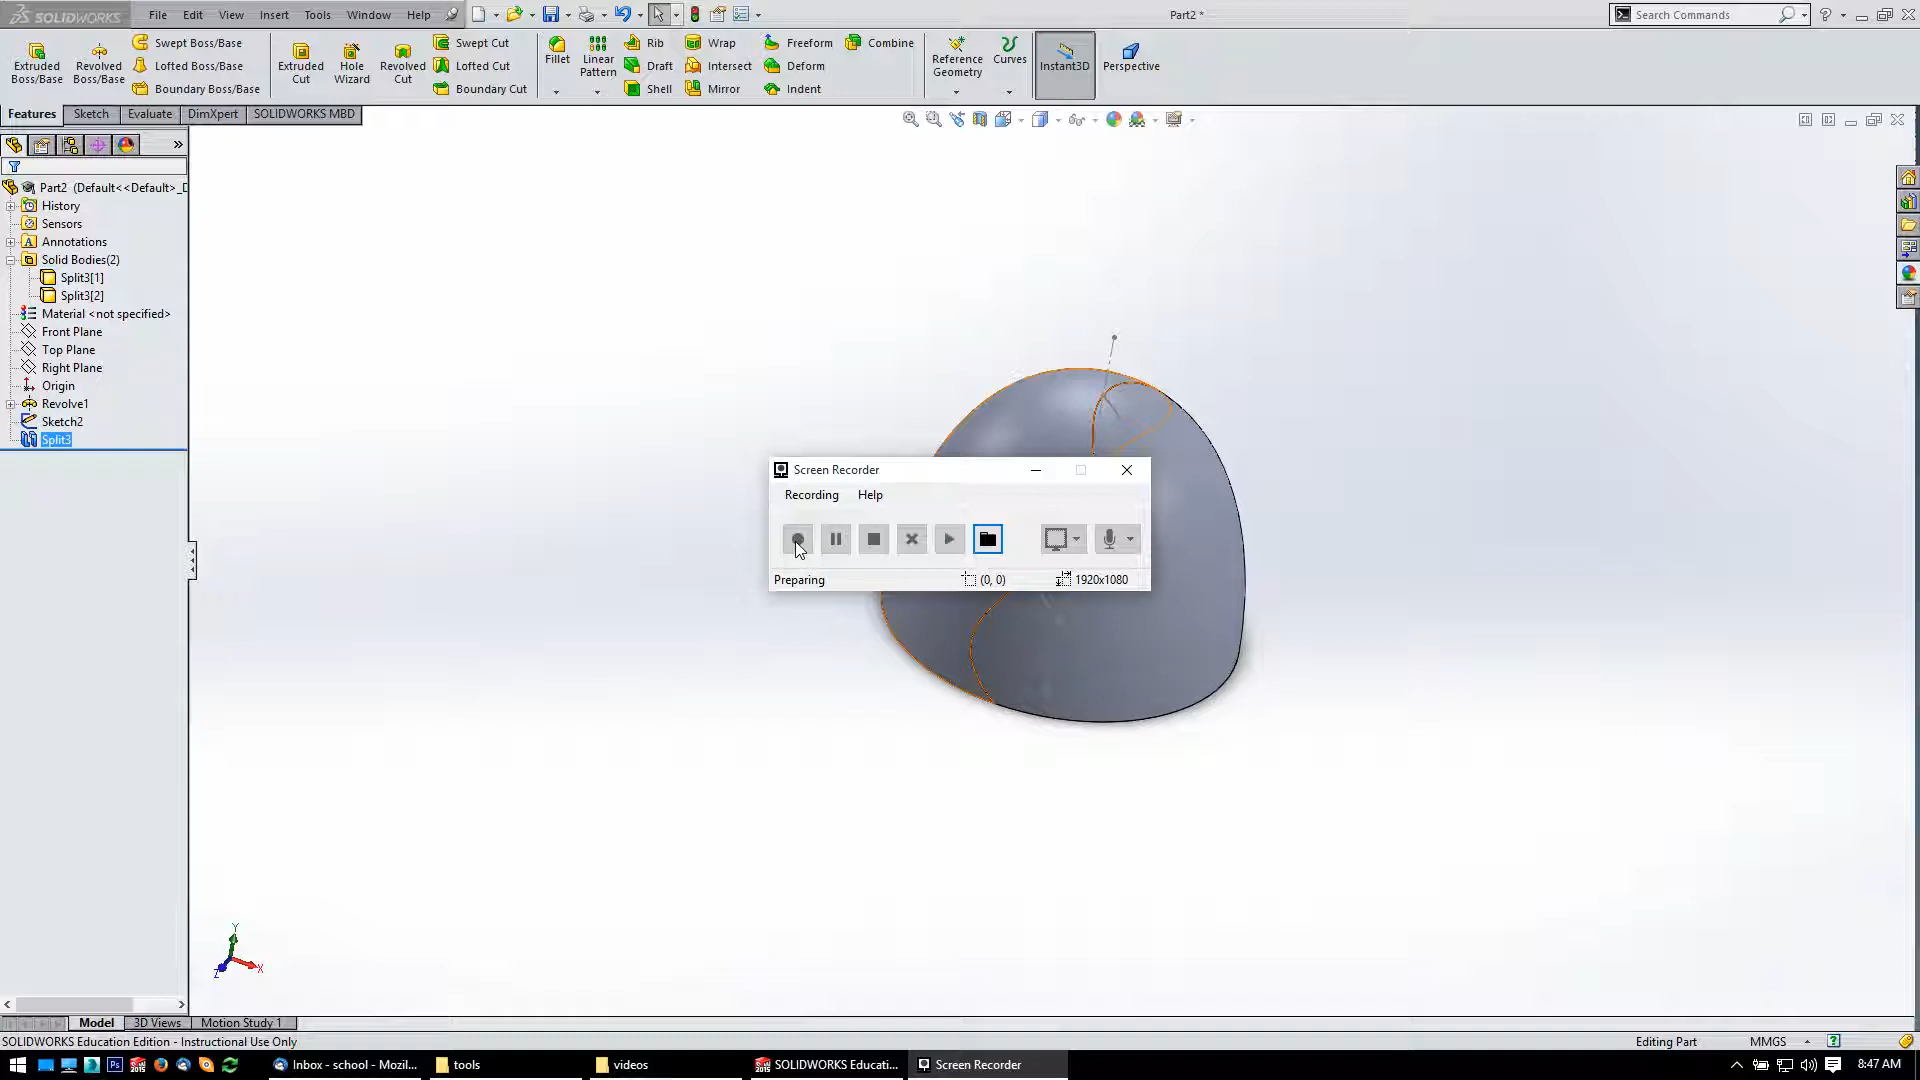 SOLIDWORKS File Edit View Insert Tools Window Help Part2 * Search Commands
Extruded Boss/Base
Revolved Boss/Base
Swept Boss/Base
Lofted Boss/Base
Boundary Boss/Base
Extruded Cut
Hole Wizard
Revolved Cut
Swept Cut
Lofted Cut
Boundary Cut
Fillet
Linear Pattern
Rib
Draft
Shell
Wrap
Intersect
Mirror
Freeform
Deform
Indent
Combine
Reference Geometry
Curves
Instant3D
Perspective
Features Sketch Evaluate DimXpert SOLIDWORKS MBD
Part2 (Default<<Default>_D
History
Sensors
Annotations
Solid Bodies(2)
Split3[1]
Split3[2]
Material <not specified>
Front Plane
Top Plane
Right Plane
Origin
Revolve1
Sketch2
Split3
Screen Recorder
Recording Help
Preparing (0, 0) 1920x1080
Y
Z X
Model 3D Views Motion Study 1
SOLIDWORKS Education Edition - Instructional Use Only Editing Part MMGS
Inbox - school - Mozil... tools videos SOLIDWORKS Educati... Screen Recorder 8:47 AM